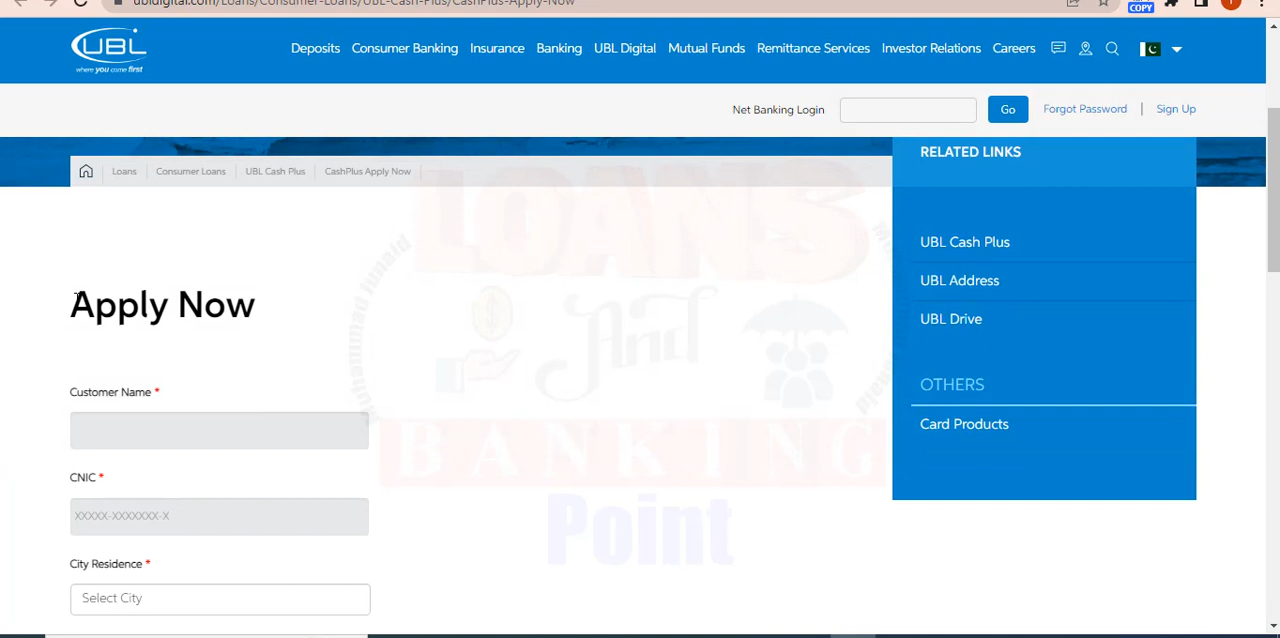 ubldigital.com/Loans/Consumer-Loans/UBL-Cash-Plus/CashPlus-Apply-Now
COPY
UBL
where you come first
Deposits Consumer Banking Insurance Banking UBL Digital Mutual Funds Remittance Services Investor Relations Careers
Net Banking Login Go Forgot Password | Sign Up
Loans Consumer Loans UBL Cash Plus CashPlus Apply Now
RELATED LINKS
UBL Cash Plus
UBL Address
UBL Drive
OTHERS
Card Products
Apply Now
Customer Name *
CNIC *
XXXXX-XXXXXXX-X
City Residence *
Select City
LOANS
And
BANKING
Point
Muhammad Junaid